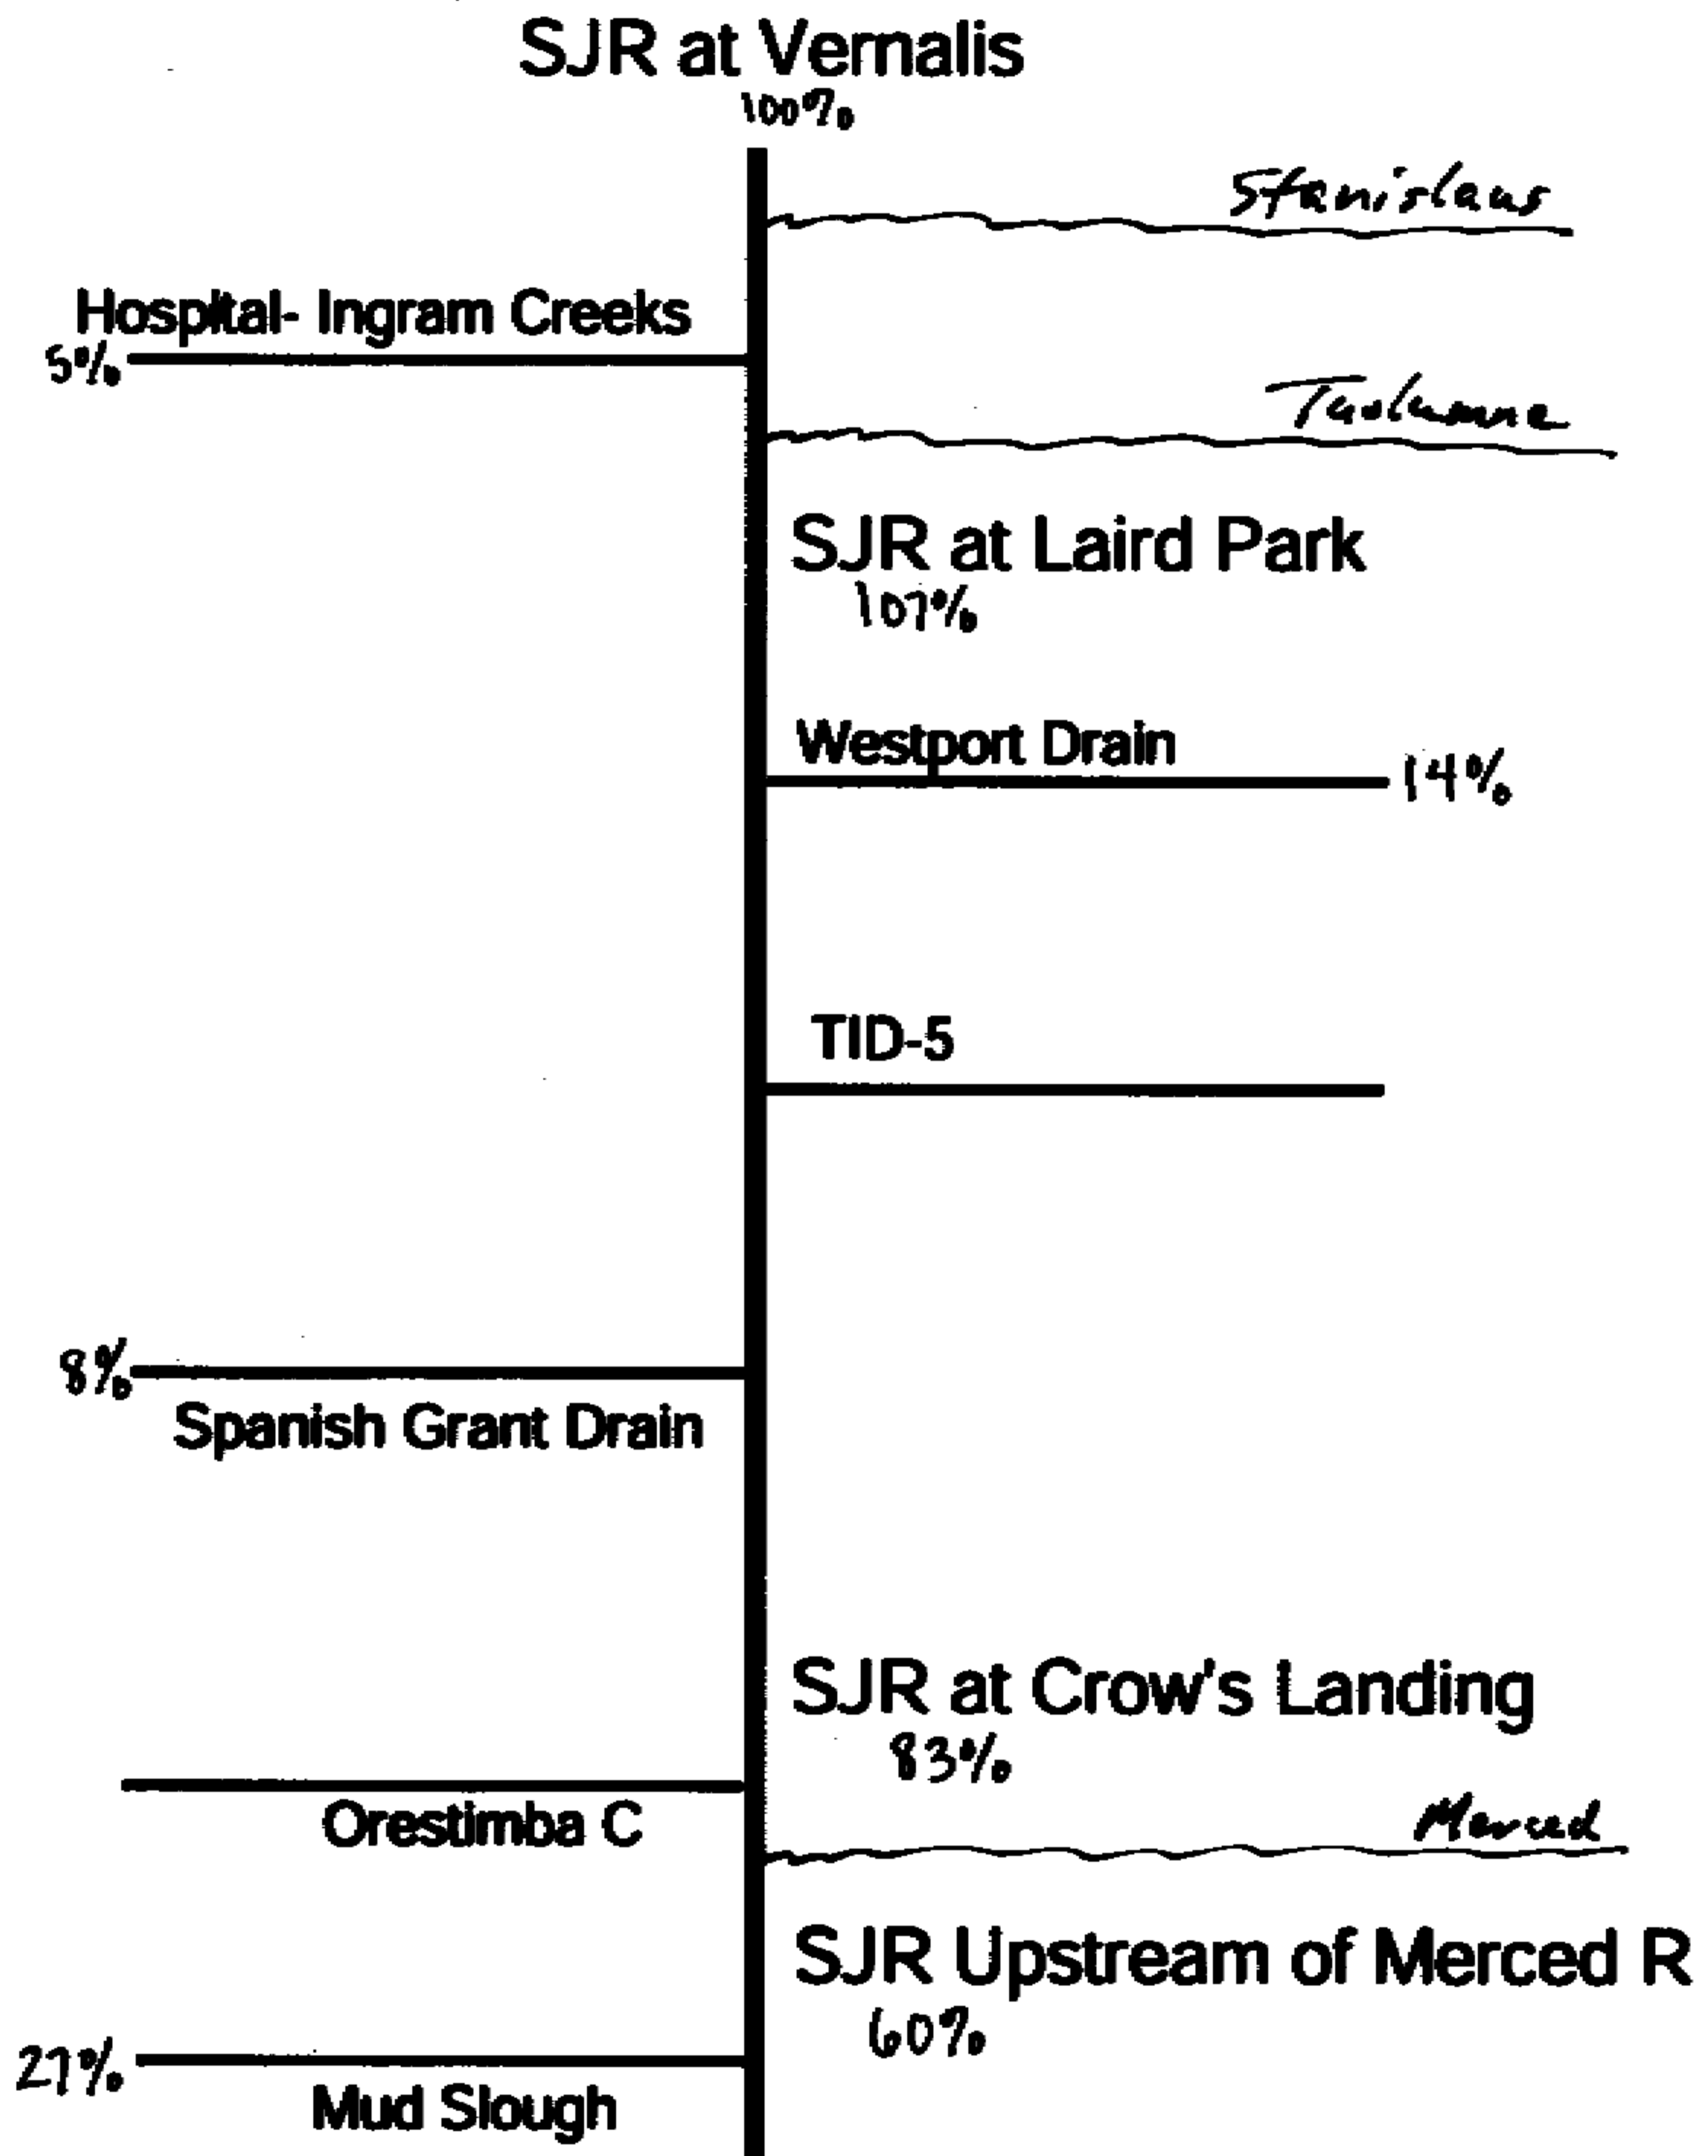 SJR at Vernalis
100%
Stanislaus
Hospital- Ingram Creeks
5%
Tuolumne
SJR at Laird Park
107%
Westport Drain
14%
TID-5
8%
Spanish Grant Drain
SJR at Crow's Landing
83%
Orestimba C
Merced
SJR Upstream of Merced R
60%
27%
Mud Slough